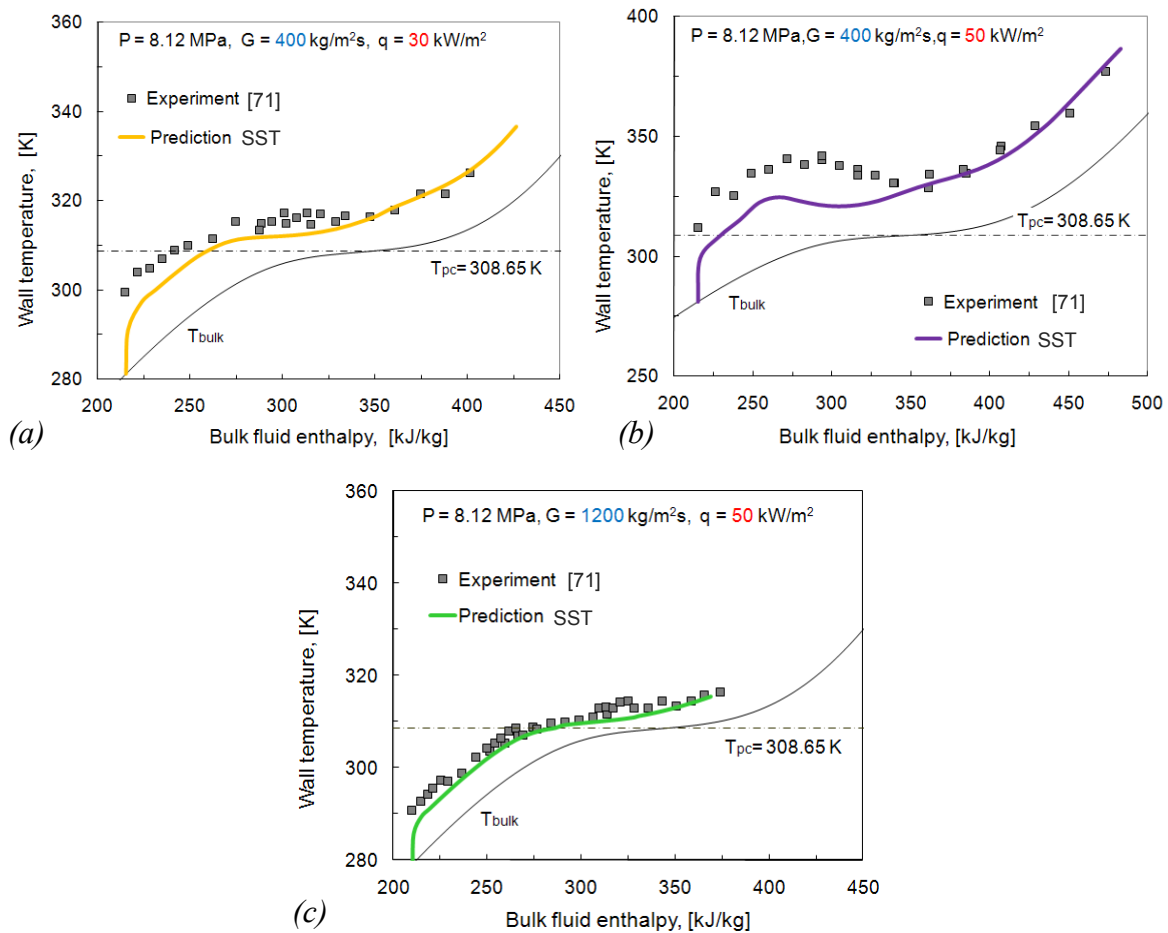 P = 8.12 MPa, G = 400 kg/m²s, q = 30 kW/m²
Experiment [71]
Prediction SST
Wall temperature, [K]
360
340
320
300
280
Tpc= 308.65 K
Tbulk
200 250 300 350 400 450
Bulk fluid enthalpy, [kJ/kg]
(a)
P = 8.12 MPa,G = 400 kg/m²s,q = 50 kW/m²
Wall temperature, [K]
400
350
300
250
Tpc= 308.65 K
Tbulk
Experiment [71]
Prediction SST
200 250 300 350 400 450 500
Bulk fluid enthalpy, [kJ/kg]
(b)
P = 8.12 MPa, G = 1200 kg/m²s, q = 50 kW/m²
Experiment [71]
Prediction SST
Wall temperature, [K]
360
340
320
300
280
Tpc= 308.65 K
Tbulk
200 250 300 350 400 450
Bulk fluid enthalpy, [kJ/kg]
(c)